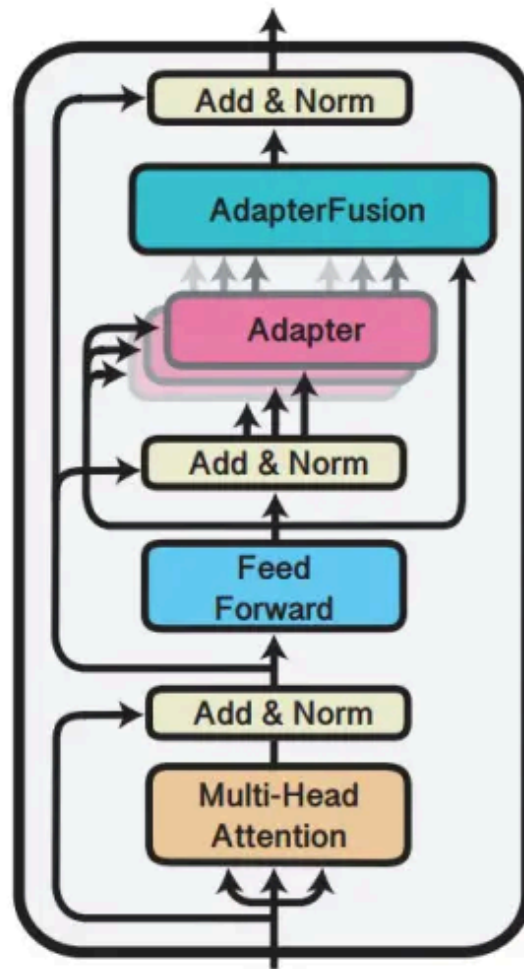 Add & Norm
AdapterFusion
Adapter
Add & Norm
Feed
Forward
Add & Norm
Multi-Head
Attention